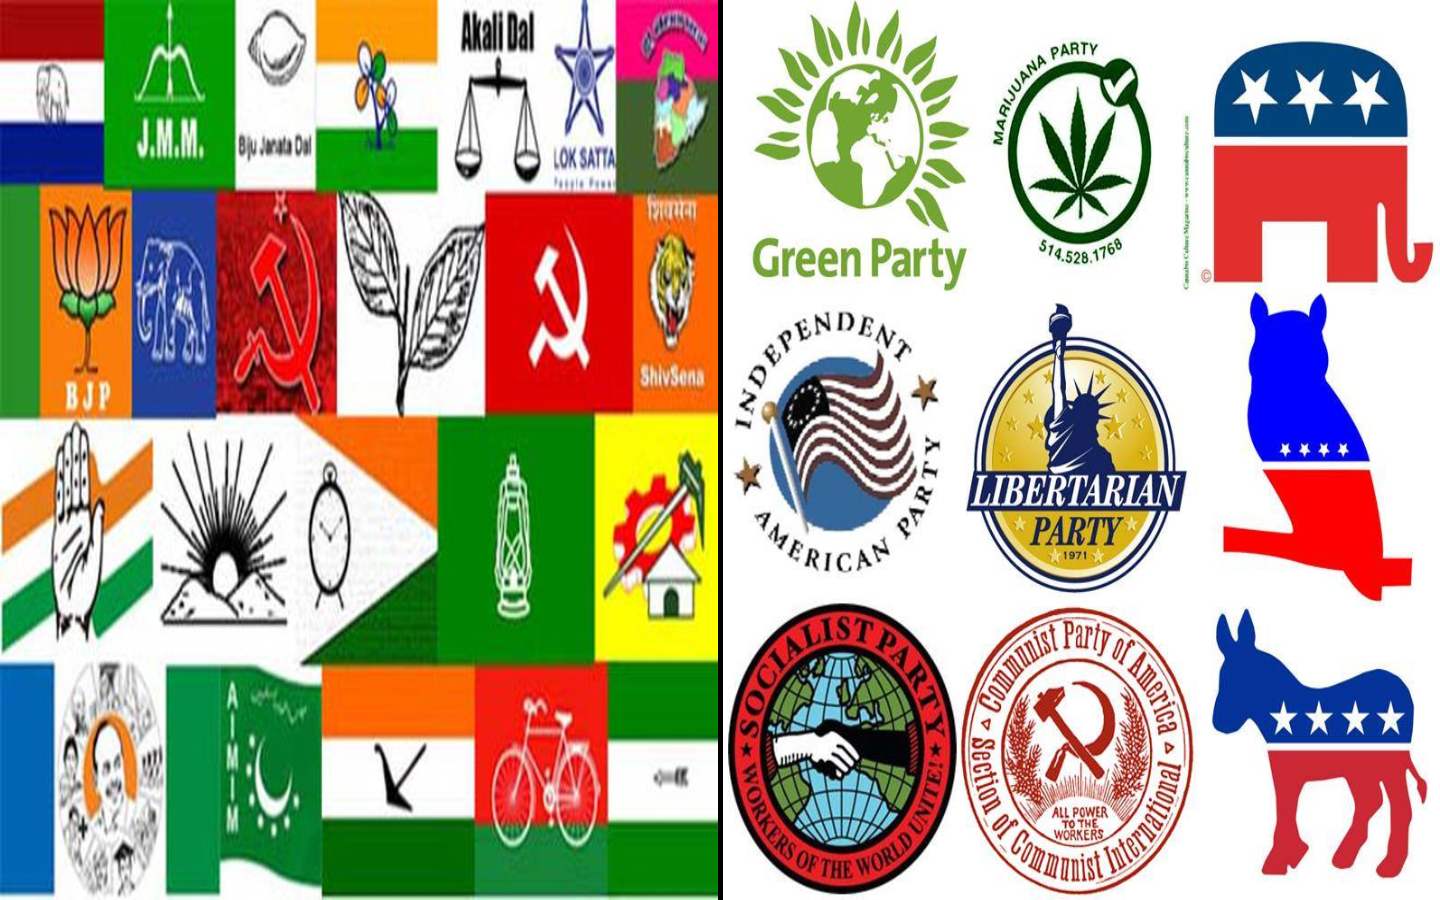 J.M.M.
Biju Janata Dal
Akali Dal
LOK SATTA
People Power
BJP
शिवसेना
ShivSena
AIMIM
Green Party
MARIJUANA PARTY
514.528.1768
©
INDEPENDENT
AMERICAN PARTY
LIBERTARIAN
PARTY
1971
SOCIALIST PARTY
WORKERS OF THE WORLD UNITE!
Communist Party of America
Section of Communist International
ALL POWER
TO THE
WORKERS